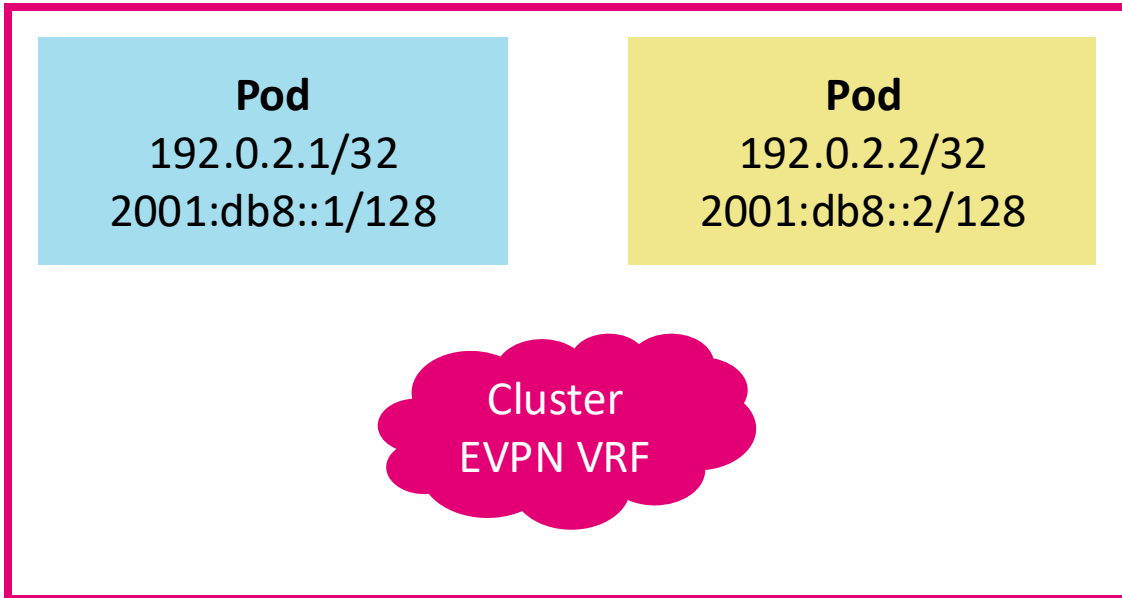 Pod
192.0.2.1/32
2001:db8::1/128
Pod
192.0.2.2/32
2001:db8::2/128
Cluster
EVPN VRF